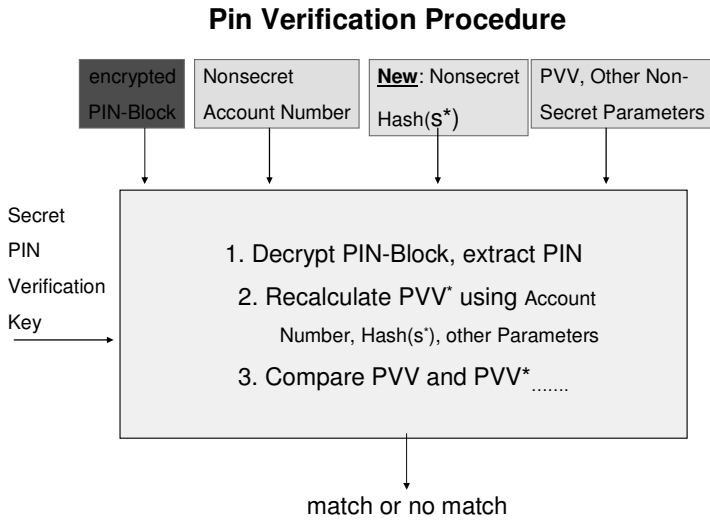 Pin Verification Procedure
encrypted
PIN-Block
Nonsecret
Account Number
New: Nonsecret
Hash(s*)
PVV, Other Non-
Secret Parameters
Secret
PIN
Verification
Key
1. Decrypt PIN-Block, extract PIN
2. Recalculate PVV* using Account
Number, Hash(s*), other Parameters
3. Compare PVV and PVV*.......
match or no match